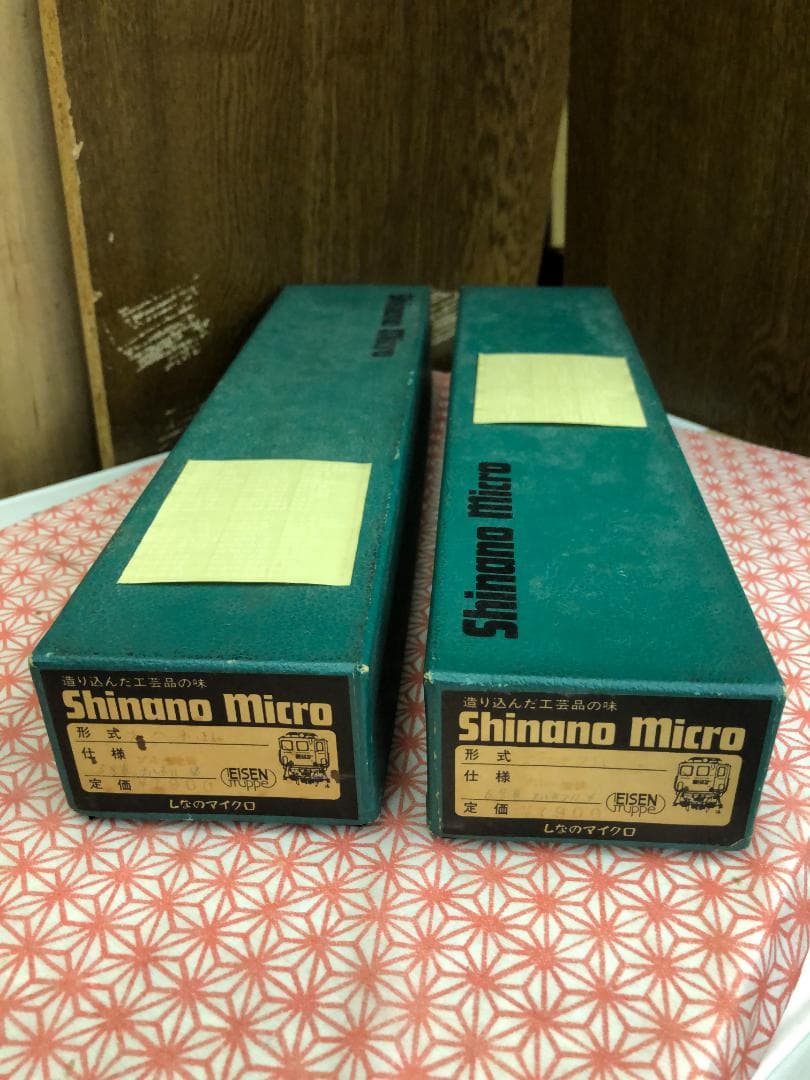 Shinano Micro
造り込んだ工芸品の味
Shinano Micro
形式
仕様
定価
EISEN
Gruppe
しなのマイクロ
Shinano Micro
造り込んだ工芸品の味
Shinano Micro
形式
仕様
定価
EISEN
Gruppe
しなのマイクロ